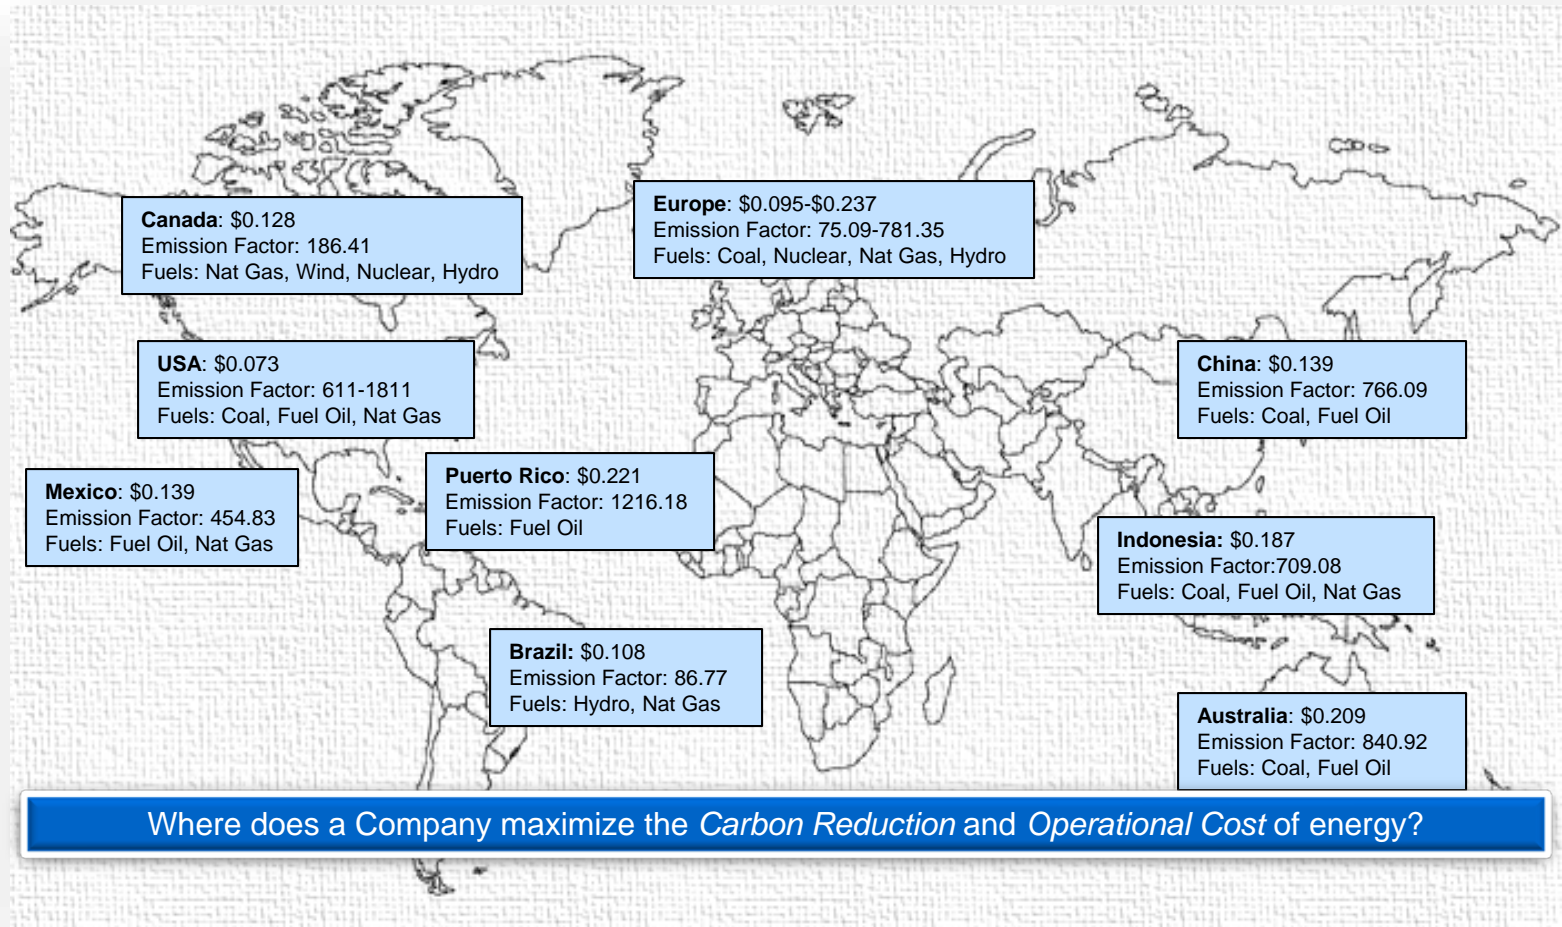 Canada: $0.128
Emission Factor: 186.41
Fuels: Nat Gas, Wind, Nuclear, Hydro
Europe: $0.095-$0.237
Emission Factor: 75.09-781.35
Fuels: Coal, Nuclear, Nat Gas, Hydro
USA: $0.073
Emission Factor: 611-1811
Fuels: Coal, Fuel Oil, Nat Gas
China: $0.139
Emission Factor: 766.09
Fuels: Coal, Fuel Oil
Mexico: $0.139
Emission Factor: 454.83
Fuels: Fuel Oil, Nat Gas
Puerto Rico: $0.221
Emission Factor: 1216.18
Fuels: Fuel Oil
Indonesia: $0.187
Emission Factor:709.08
Fuels: Coal, Fuel Oil, Nat Gas
Brazil: $0.108
Emission Factor: 86.77
Fuels: Hydro, Nat Gas
Australia: $0.209
Emission Factor: 840.92
Fuels: Coal, Fuel Oil
Where does a Company maximize the Carbon Reduction and Operational Cost of energy?